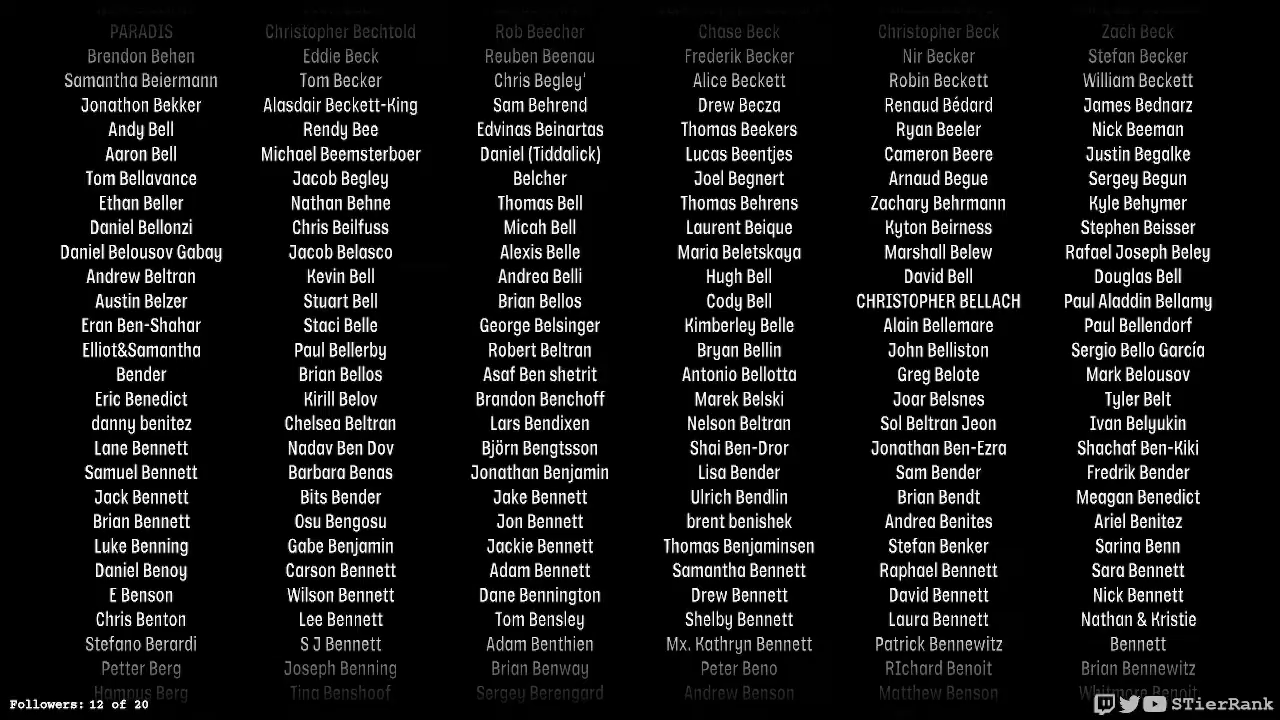 PARADIS Christopher Bechtold Rob Beecher Chase Beck Christopher Beck Zach Beck
Brendon Behen Eddie Beck Reuben Beenau Frederik Becker Nir Becker Stefan Becker
Samantha Beiermann Tom Becker Chris Begley' Alice Beckett Robin Beckett William Beckett
Jonathon Bekker Alasdair Beckett-King Sam Behrend Drew Becza Renaud Bédard James Bednarz
Andy Bell Rendy Bee Edvinas Beinartas Thomas Beekers Ryan Beeler Nick Beeman
Aaron Bell Michael Beemsterboer Daniel (Tiddalick) Lucas Beentjes Cameron Beere Justin Begalke
Tom Bellavance Jacob Begley Belcher Joel Begnert Arnaud Begue Sergey Begun
Ethan Beller Nathan Behne Thomas Bell Thomas Behrens Zachary Behrmann Kyle Behymer
Daniel Bellonzi Chris Beilfuss Micah Bell Laurent Beique Kyton Beirness Stephen Beisser
Daniel Belousov Gabay Jacob Belasco Alexis Belle Maria Beletskaya Marshall Belew Rafael Joseph Beley
Andrew Beltran Kevin Bell Andrea Belli Hugh Bell David Bell Douglas Bell
Austin Belzer Stuart Bell Brian Bellos Cody Bell CHRISTOPHER BELLACH Paul Aladdin Bellamy
Eran Ben-Shahar Staci Belle George Belsinger Kimberley Belle Alain Bellemare Paul Bellendorf
Elliot&Samantha Paul Bellerby Robert Beltran Bryan Bellin John Belliston Sergio Bello García
Bender Brian Bellos Asaf Ben shetrit Antonio Bellotta Greg Belote Mark Belousov
Eric Benedict Kirill Belov Brandon Benchoff Marek Belski Joar Belsnes Tyler Belt
danny benitez Chelsea Beltran Lars Bendixen Nelson Beltran Sol Beltran Jeon Ivan Belyukin
Lane Bennett Nadav Ben Dov Björn Bengtsson Shai Ben-Dror Jonathan Ben-Ezra Shachaf Ben-Kiki
Samuel Bennett Barbara Benas Jonathan Benjamin Lisa Bender Sam Bender Fredrik Bender
Jack Bennett Bits Bender Jake Bennett Ulrich Bendlin Brian Bendt Meagan Benedict
Brian Bennett Osu Bengosu Jon Bennett brent benishek Andrea Benites Ariel Benitez
Luke Benning Gabe Benjamin Jackie Bennett Thomas Benjaminsen Stefan Benker Sarina Benn
Daniel Benoy Carson Bennett Adam Bennett Samantha Bennett Raphael Bennett Sara Bennett
E Benson Wilson Bennett Dane Bennington Drew Bennett David Bennett Nick Bennett
Chris Benton Lee Bennett Tom Bensley Shelby Bennett Laura Bennett Nathan & Kristie
Stefano Berardi S J Bennett Adam Benthien Mx. Kathryn Bennett Patrick Bennewitz Bennett
Petter Berg Joseph Benning Brian Benway Peter Beno RIchard Benoit Brian Bennewitz
Hampus Berg Tina Benshoof Sergey Berengard Andrew Benson Matthew Benson Whitmore Benoit
Followers: 12 of 20 STierRank